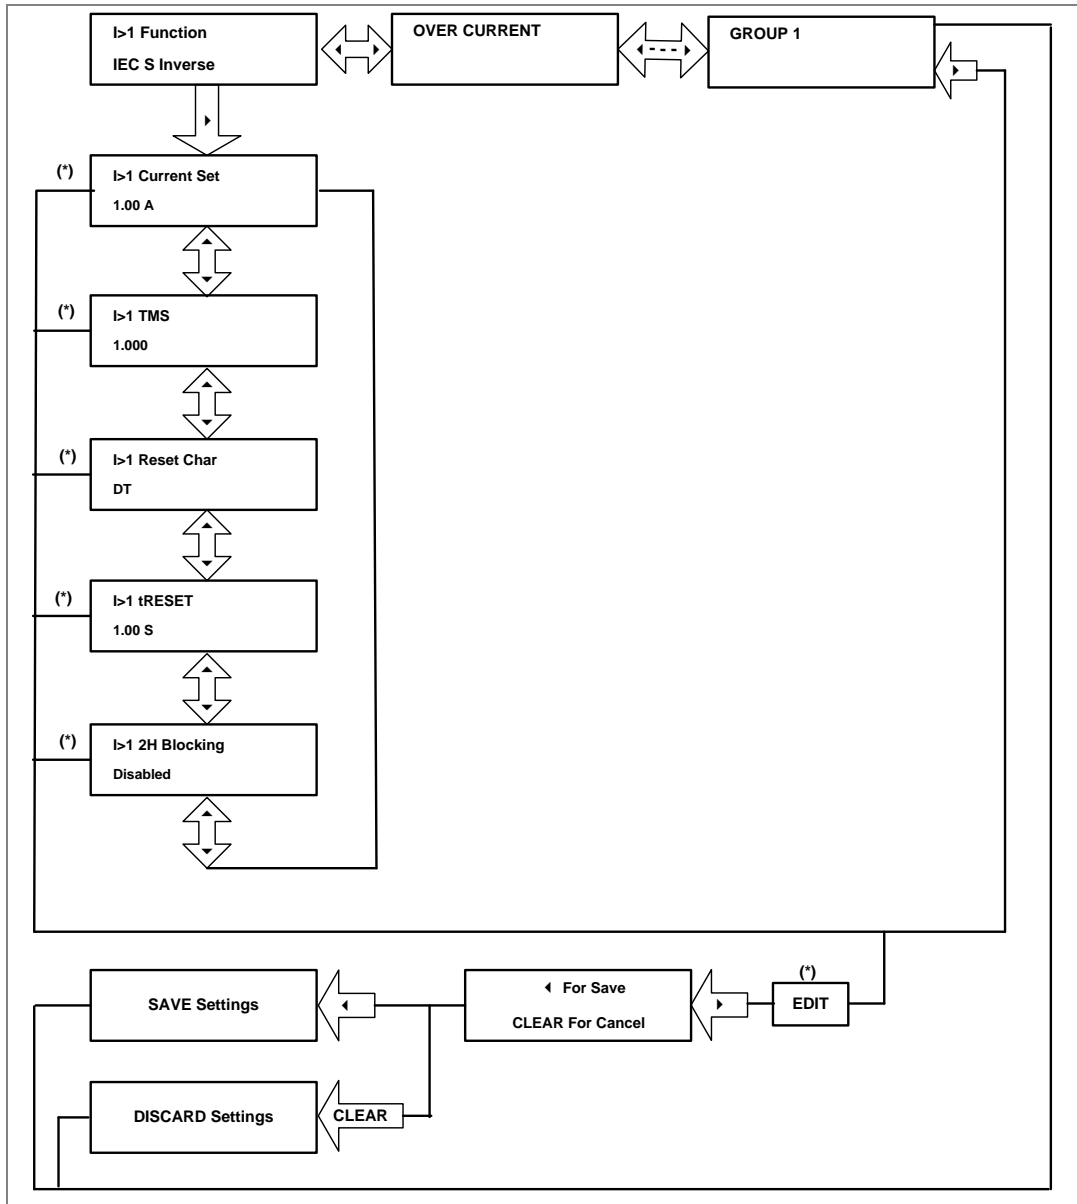 I>1 Function
IEC S Inverse
OVER CURRENT
GROUP 1
(*)
I>1 Current Set
1.00 A
(*)
I>1 TMS
1.000
(*)
I>1 Reset Char
DT
(*)
I>1 tRESET
1.00 S
(*)
I>1 2H Blocking
Disabled
SAVE Settings
For Save
CLEAR For Cancel
(*)
EDIT
DISCARD Settings
CLEAR